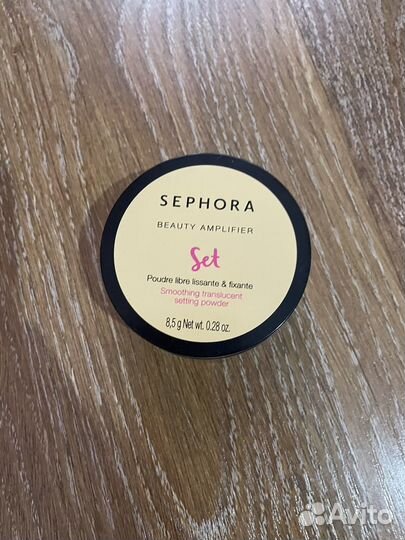 SEPHORA
BEAUTY AMPLIFIER
Set
Poudre libre lissante & fixante
Smoothing translucent
setting powder
8,5 g Net wt. 0.28 oz.
Avito